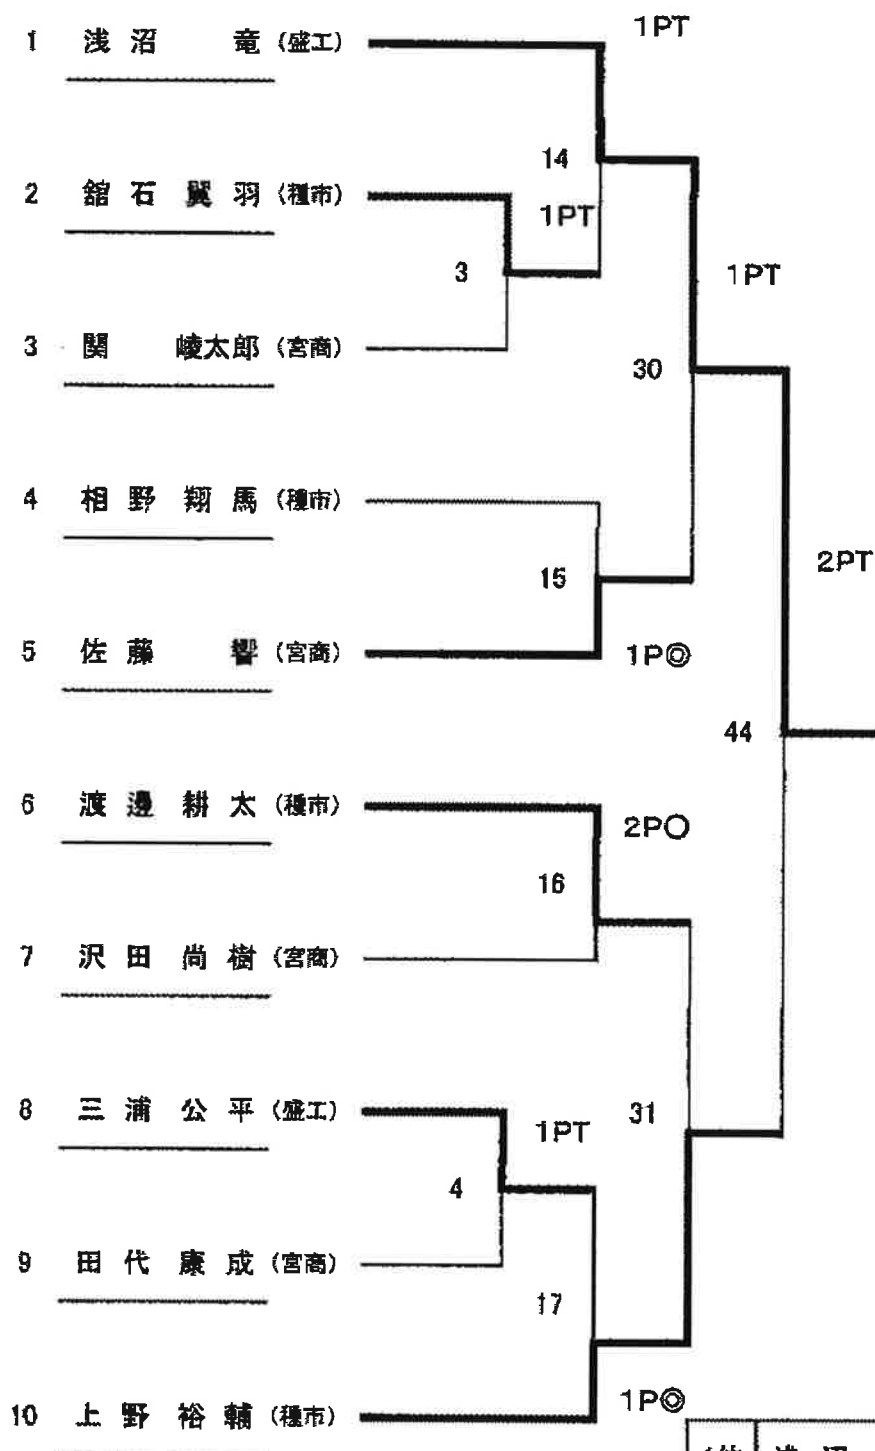 1PT
1 浅沼 竜 (盛工)
14
2 舘石翼羽 (種市)
1PT
3
1PT
3 関 崚太郎 (宮商)
30
4 相野翔馬 (種市)
2PT
15
5 佐藤 響 (宮商)
1P◎
44
6 渡邊耕太 (種市)
2P○
16
7 沢田尚樹 (宮商)
8 三浦公平 (盛工)
31
1PT
4
9 田代康成 (宮商)
17
1P◎
10 上野裕輔 (種市)